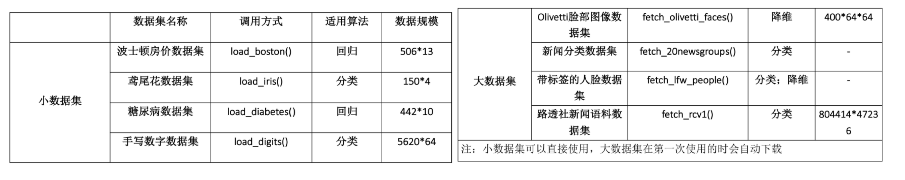 数据集名称 调用方式 适用算法 数据规模
小数据集
波士顿房价数据集 load_boston() 回归 506*13
鸢尾花数据集 load_iris() 分类 150*4
糖尿病数据集 load_diabetes() 回归 442*10
手写数字数据集 load_digits() 分类 5620*64
大数据集
Olivetti脸部图像数
据集
fetch_olivetti_faces() 降维 400*64*64
新闻分类数据集 fetch_20newsgroups() 分类 -
带标签的人脸数据
集
fetch_lfw_people() 分类；降维 -
路透社新闻语料数
据集
fetch_rcv1() 分类 804414*4723
6
注：小数据集可以直接使用，大数据集在第一次使用的时会自动下载